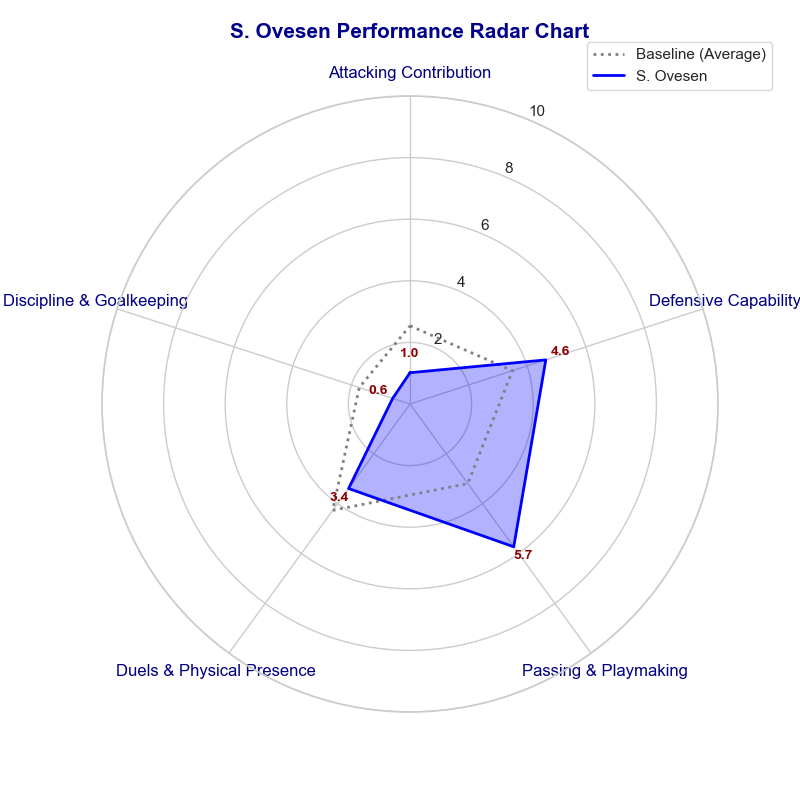 S. Ovesen Performance Radar Chart
Baseline (Average)
S. Ovesen
Attacking Contribution
10
8
6
4
2
Discipline & Goalkeeping
Defensive Capability
1.0
4.6
0.6
3.4
5.7
Duels & Physical Presence
Passing & Playmaking